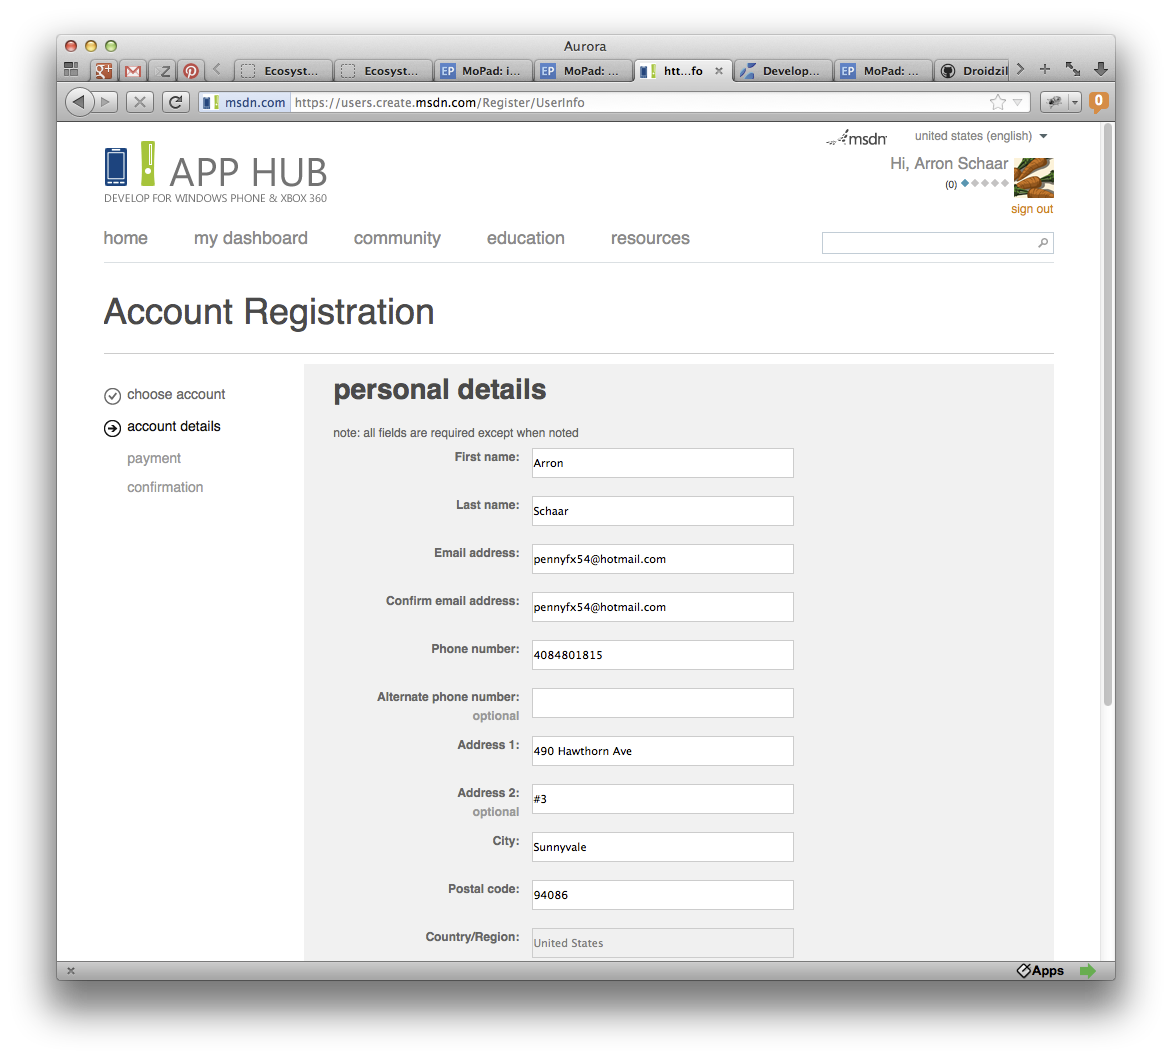 Aurora
Ecosyst...
Ecosyst...
EP MoPad: i...
EP MoPad: ...
htt...fo
Develop...
EP MoPad: ...
Droidzil
msdn.com https://users.create.msdn.com/Register/UserInfo
0
msdn
united states (english)
APP HUB
DEVELOP FOR WINDOWS PHONE & XBOX 360
Hi, Arron Schaar
(0)
sign out
home my dashboard community education resources
Account Registration
choose account
account details
payment
confirmation
personal details
note: all fields are required except when noted
First name: Arron
Last name: Schaar
Email address: pennyfx54@hotmail.com
Confirm email address: pennyfx54@hotmail.com
Phone number: 4084801815
Alternate phone number:
optional
Address 1: 490 Hawthorn Ave
Address 2: #3
optional
City: Sunnyvale
Postal code: 94086
Country/Region: United States
Apps